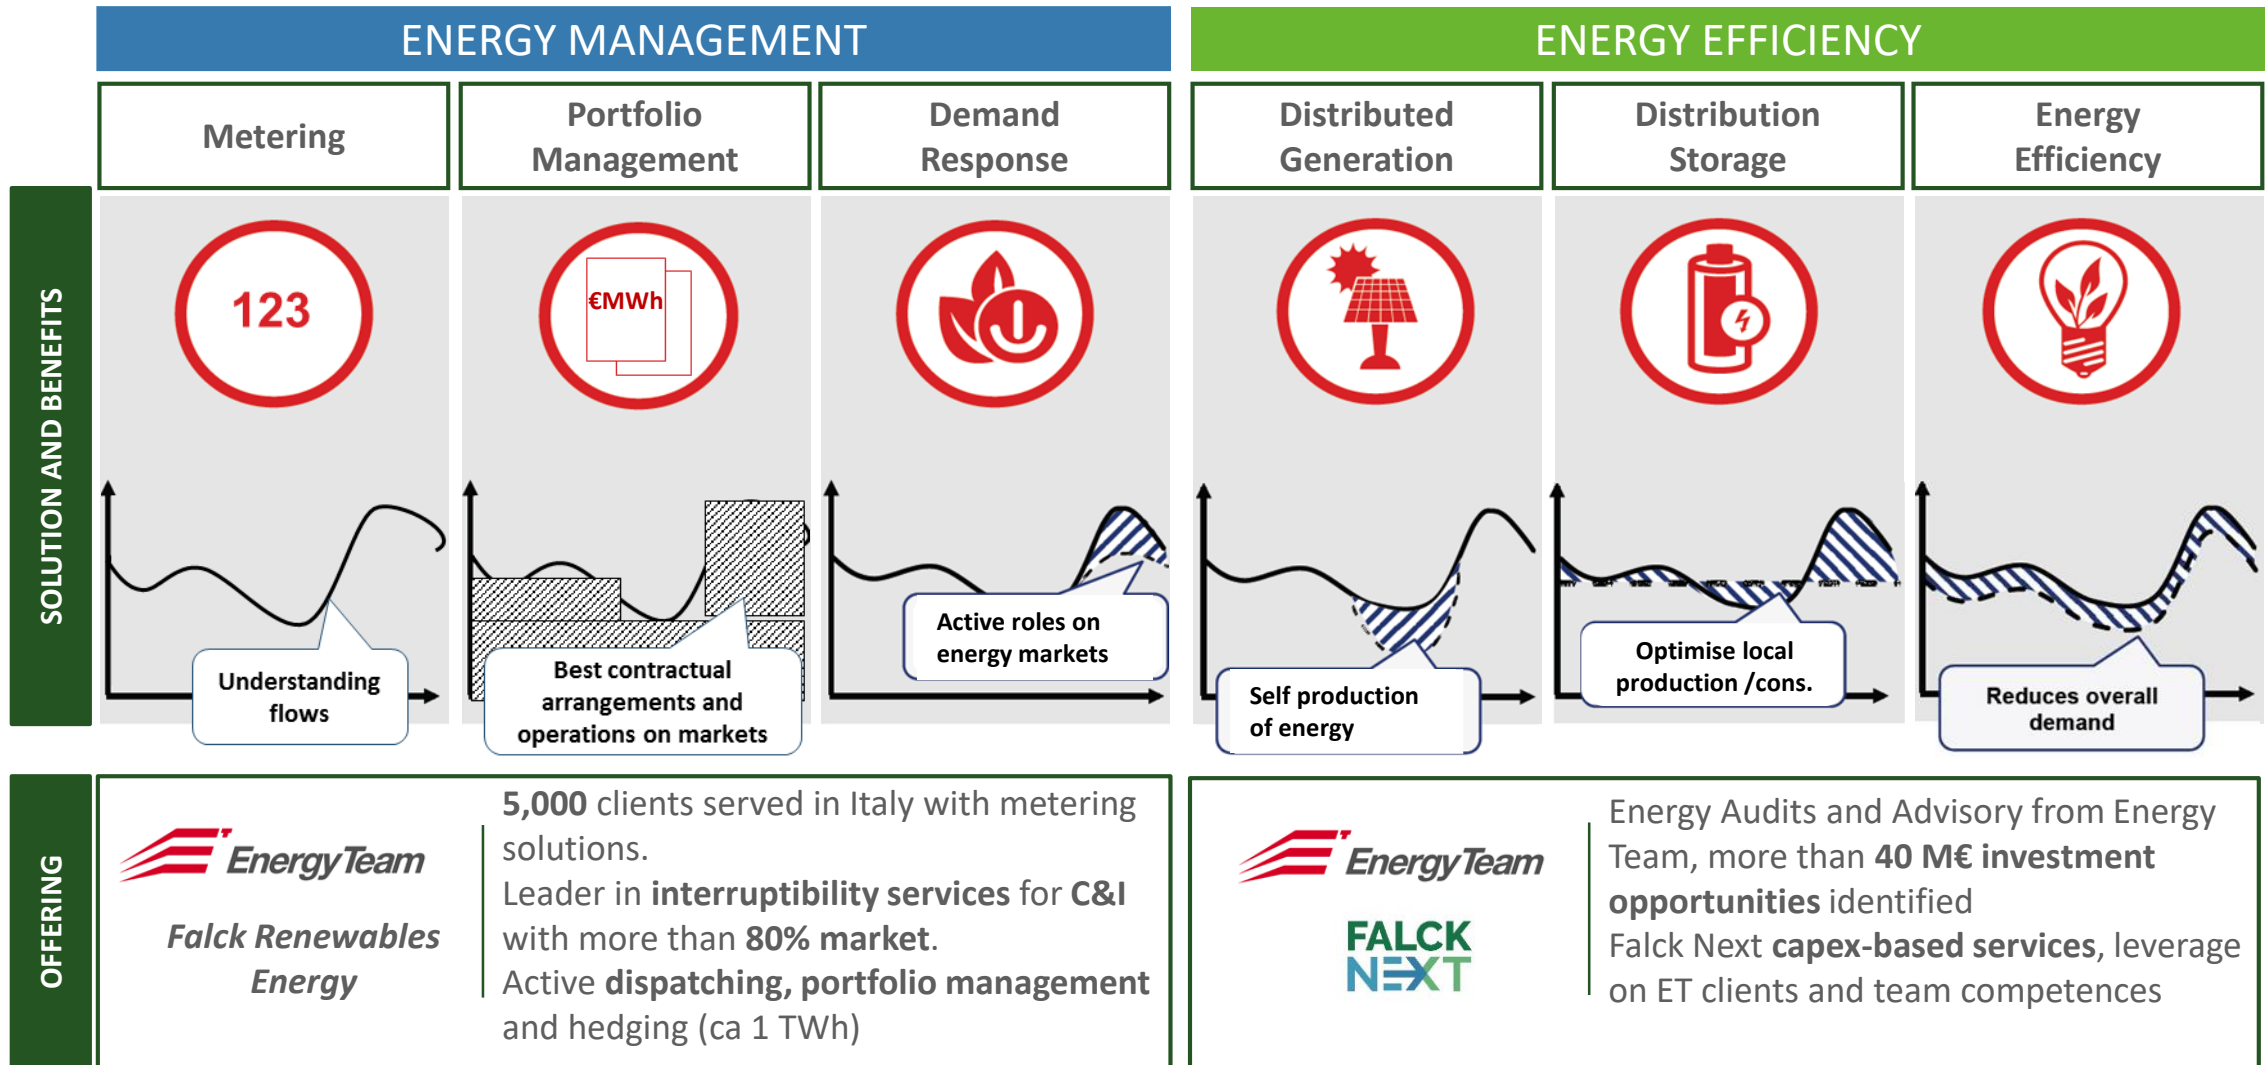 ENERGY MANAGEMENT
ENERGY EFFICIENCY
Metering
Portfolio
Management
Demand
Response
Distributed
Generation
Distribution
Storage
Energy
Efficiency
SOLUTION AND BENEFITS
123
€MWh
Understanding
flows
Best contractual
arrangements and
operations on markets
Active roles on
energy markets
Self production
of energy
Optimise local
production /cons.
Reduces overall
demand
OFFERING
EnergyTeam
Falck Renewables
Energy
5,000 clients served in Italy with metering
solutions.
Leader in interruptibility services for C&I
with more than 80% market.
Active dispatching, portfolio management
and hedging (ca 1 TWh)
EnergyTeam
FALCK
NEXT
Energy Audits and Advisory from Energy
Team, more than 40 M€ investment
opportunities identified
Falck Next capex-based services, leverage
on ET clients and team competences